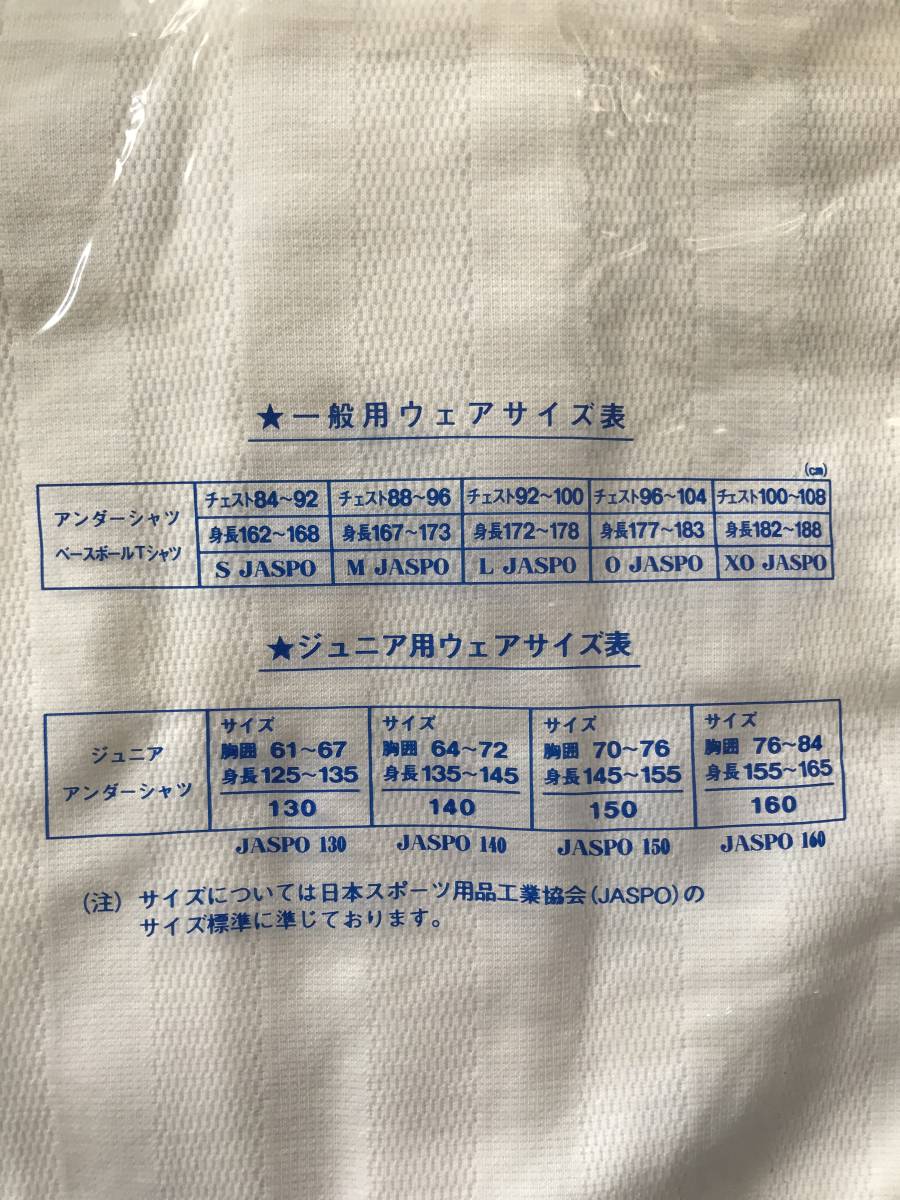 ★一般用ウェアサイズ表
(cm)
アンダーシャツ
ベースボールTシャツ
チェスト84～92 チェスト88～96 チェスト92～100 チェスト96～104 チェスト100～108
身長162～168 身長167～173 身長172～178 身長177～183 身長182～188
S JASPO M JASPO L JASPO O JASPO XO JASPO
★ジュニア用ウェアサイズ表
ジュニア
アンダーシャツ
サイズ サイズ サイズ サイズ
胸囲 61～67 胸囲 64～72 胸囲 70～76 胸囲 76～84
身長125～135 身長135～145 身長145～155 身長155～165
130 140 150 160
JASPO 130 JASPO 140 JASPO 150 JASPO 160
(注) サイズについては日本スポーツ用品工業協会(JASPO)の
サイズ標準に準じております。